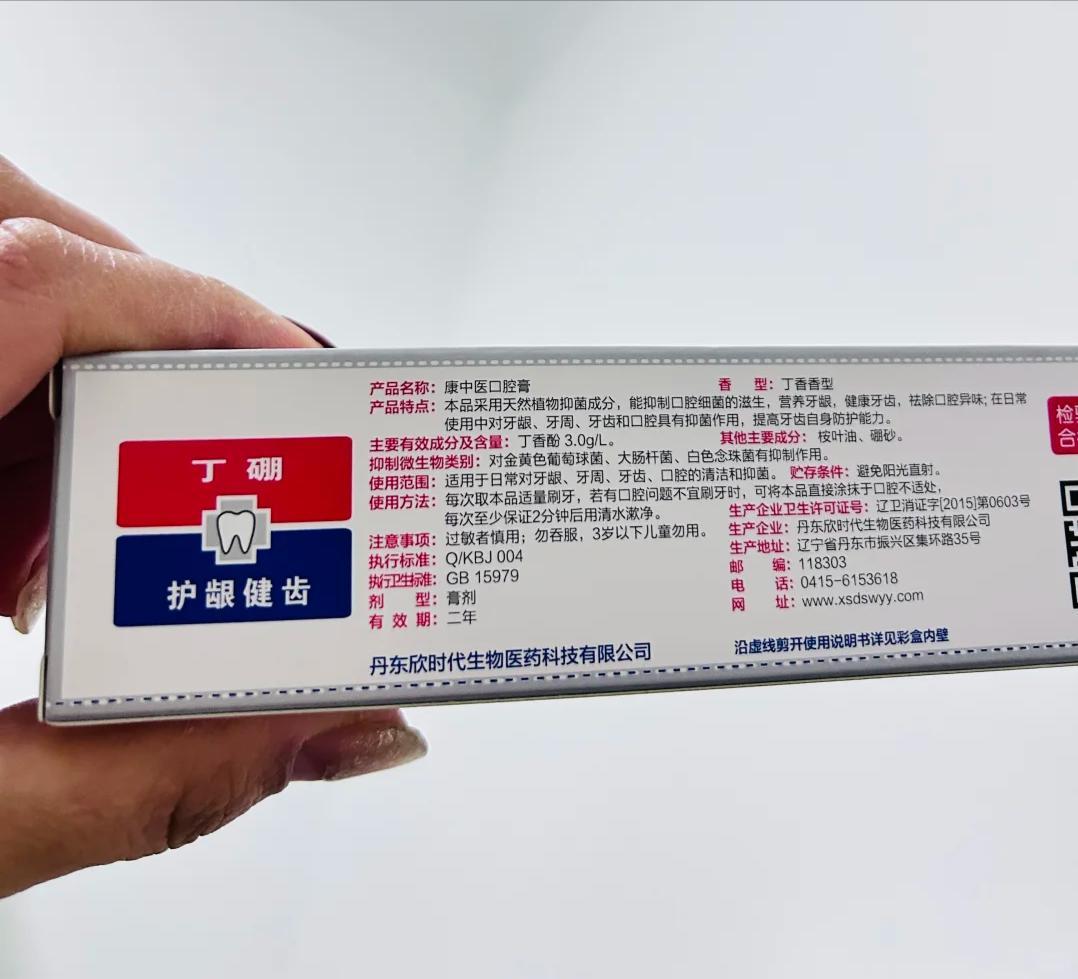 丁 硼
护龈健齿
产品名称：康中医口腔膏
香 型：丁香香型
产品特点：本品采用天然植物抑菌成分，能抑制口腔细菌的滋生，营养牙龈，健康牙齿，祛除口腔异味；在日常
使用中对牙龈、牙周、牙齿和口腔具有抑菌作用，提高牙齿自身防护能力。
主要有效成分及含量：丁香酚 3.0g/L。
其他主要成分：桉叶油、硼砂。
抑制微生物类别：对金黄色葡萄球菌、大肠杆菌、白色念珠菌有抑制作用。
使用范围：适用于日常对牙龈、牙周、牙齿、口腔的清洁和抑菌。
贮存条件：避免阳光直射。
使用方法：每次取本品适量刷牙，若有口腔问题不宜刷牙时，可将本品直接涂抹于口腔不适处，
每次至少保证2分钟后用清水漱净。
注意事项：过敏者慎用；勿吞服，3岁以下儿童勿用。
执行标准：Q/KBJ 004
执行卫生标准：GB 15979
剂 型：膏剂
有 效 期：二年
生产企业卫生许可证号：辽卫消证字[2015]第0603号
生产企业：丹东欣时代生物医药科技有限公司
生产地址：辽宁省丹东市振兴区集环路35号
邮 编：118303
电 话：0415-6153618
网 址：www.xsdswyy.com
丹东欣时代生物医药科技有限公司
沿虚线剪开使用说明书详见彩盒内壁
检
合